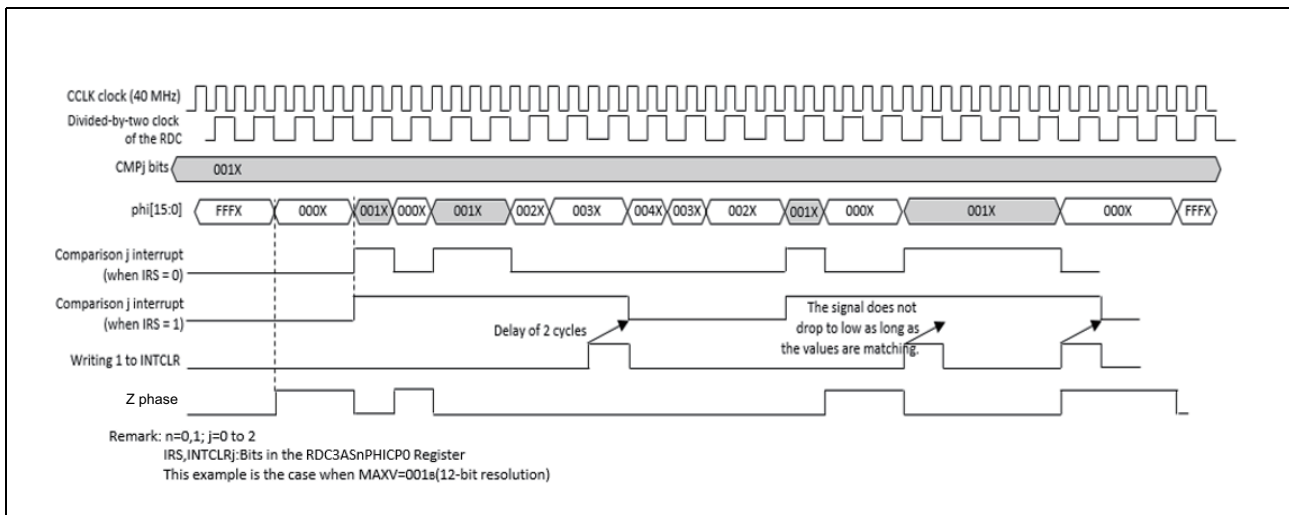 CCLK clock (40 MHz)
Divided-by-two clock
of the RDC
CMPj bits
001X
phi[15:0]
FFFX 000X 001X 000X 001X 002X 003X 004X 003X 002X 001X 000X 001X 000X FFFX
Comparison j interrupt
(when IRS = 0)
Comparison j interrupt
(when IRS = 1)
Delay of 2 cycles
The signal does not
drop to low as long as
the values are matching.
Writing 1 to INTCLR
Z phase
Remark: n=0,1; j=0 to 2
IRS,INTCLRj:Bits in the RDC3ASnPHICP0 Register
This example is the case when MAXV=001B(12-bit resolution)